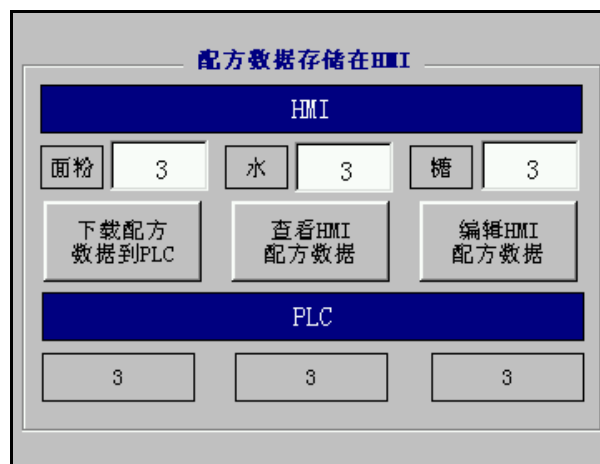 配方数据存储在HMI
HMI
面粉 3 水 3 糖 3
下载配方 查看HMI 编辑HMI
数据到PLC 配方数据 配方数据
PLC
3 3 3